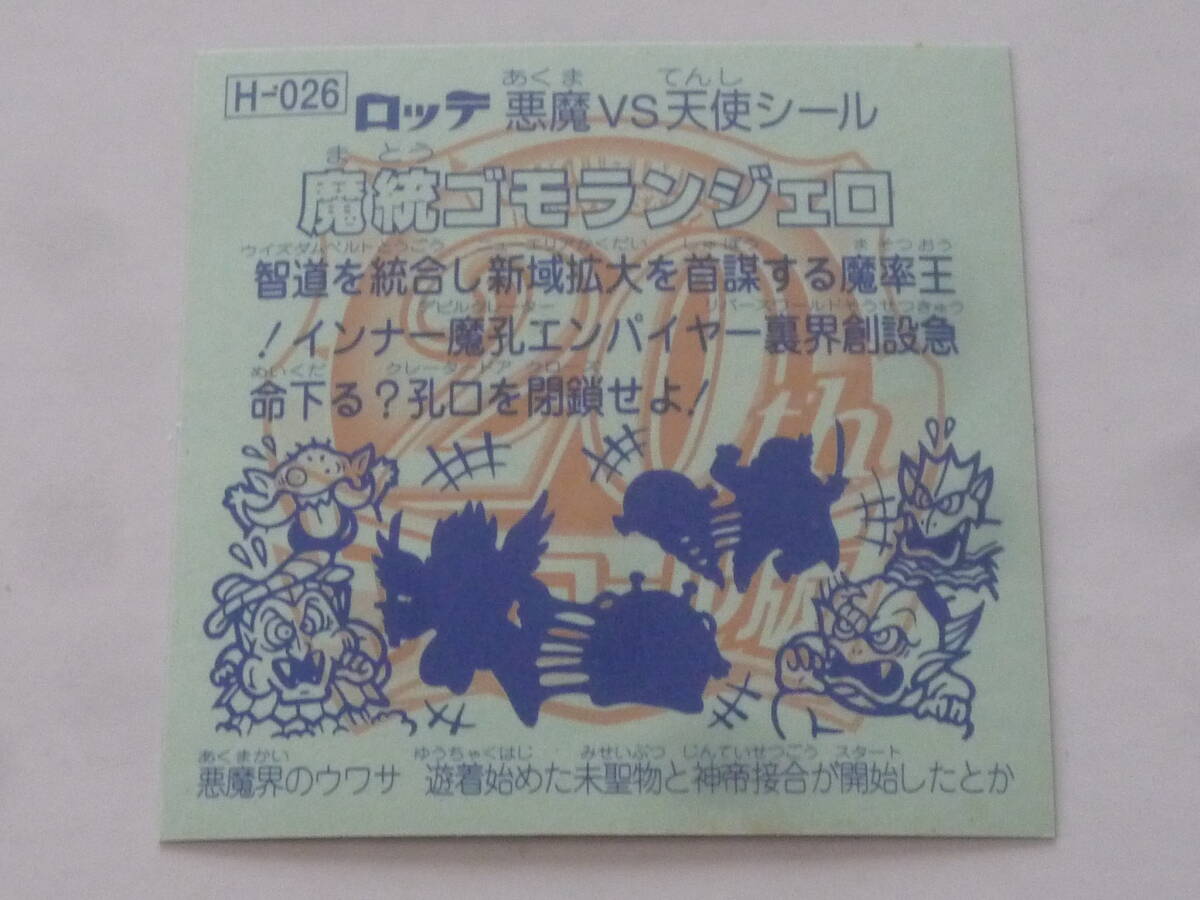 H-026 ロッテ 悪魔VS天使シール
あくま てんし
まとう
魔統ゴモランジェロ
ウイズダムベルトとうごう ニューエリアかくだい しゅぼう まそつおう
智道を統合し新域拡大を首謀する魔率王
デビルクレーター リバースワールドそうせつきゅう
!インナー魔孔エンパイヤー裏界創設急
めいくだ クレータードア クローズ
命下る?孔口を閉鎖せよ!
20th
あくまかい ゆうちゃくはじ みせいぶつ じんていせつごう スタート
悪魔界のウワサ 遊着始めた未聖物と神帝接合が開始したとか